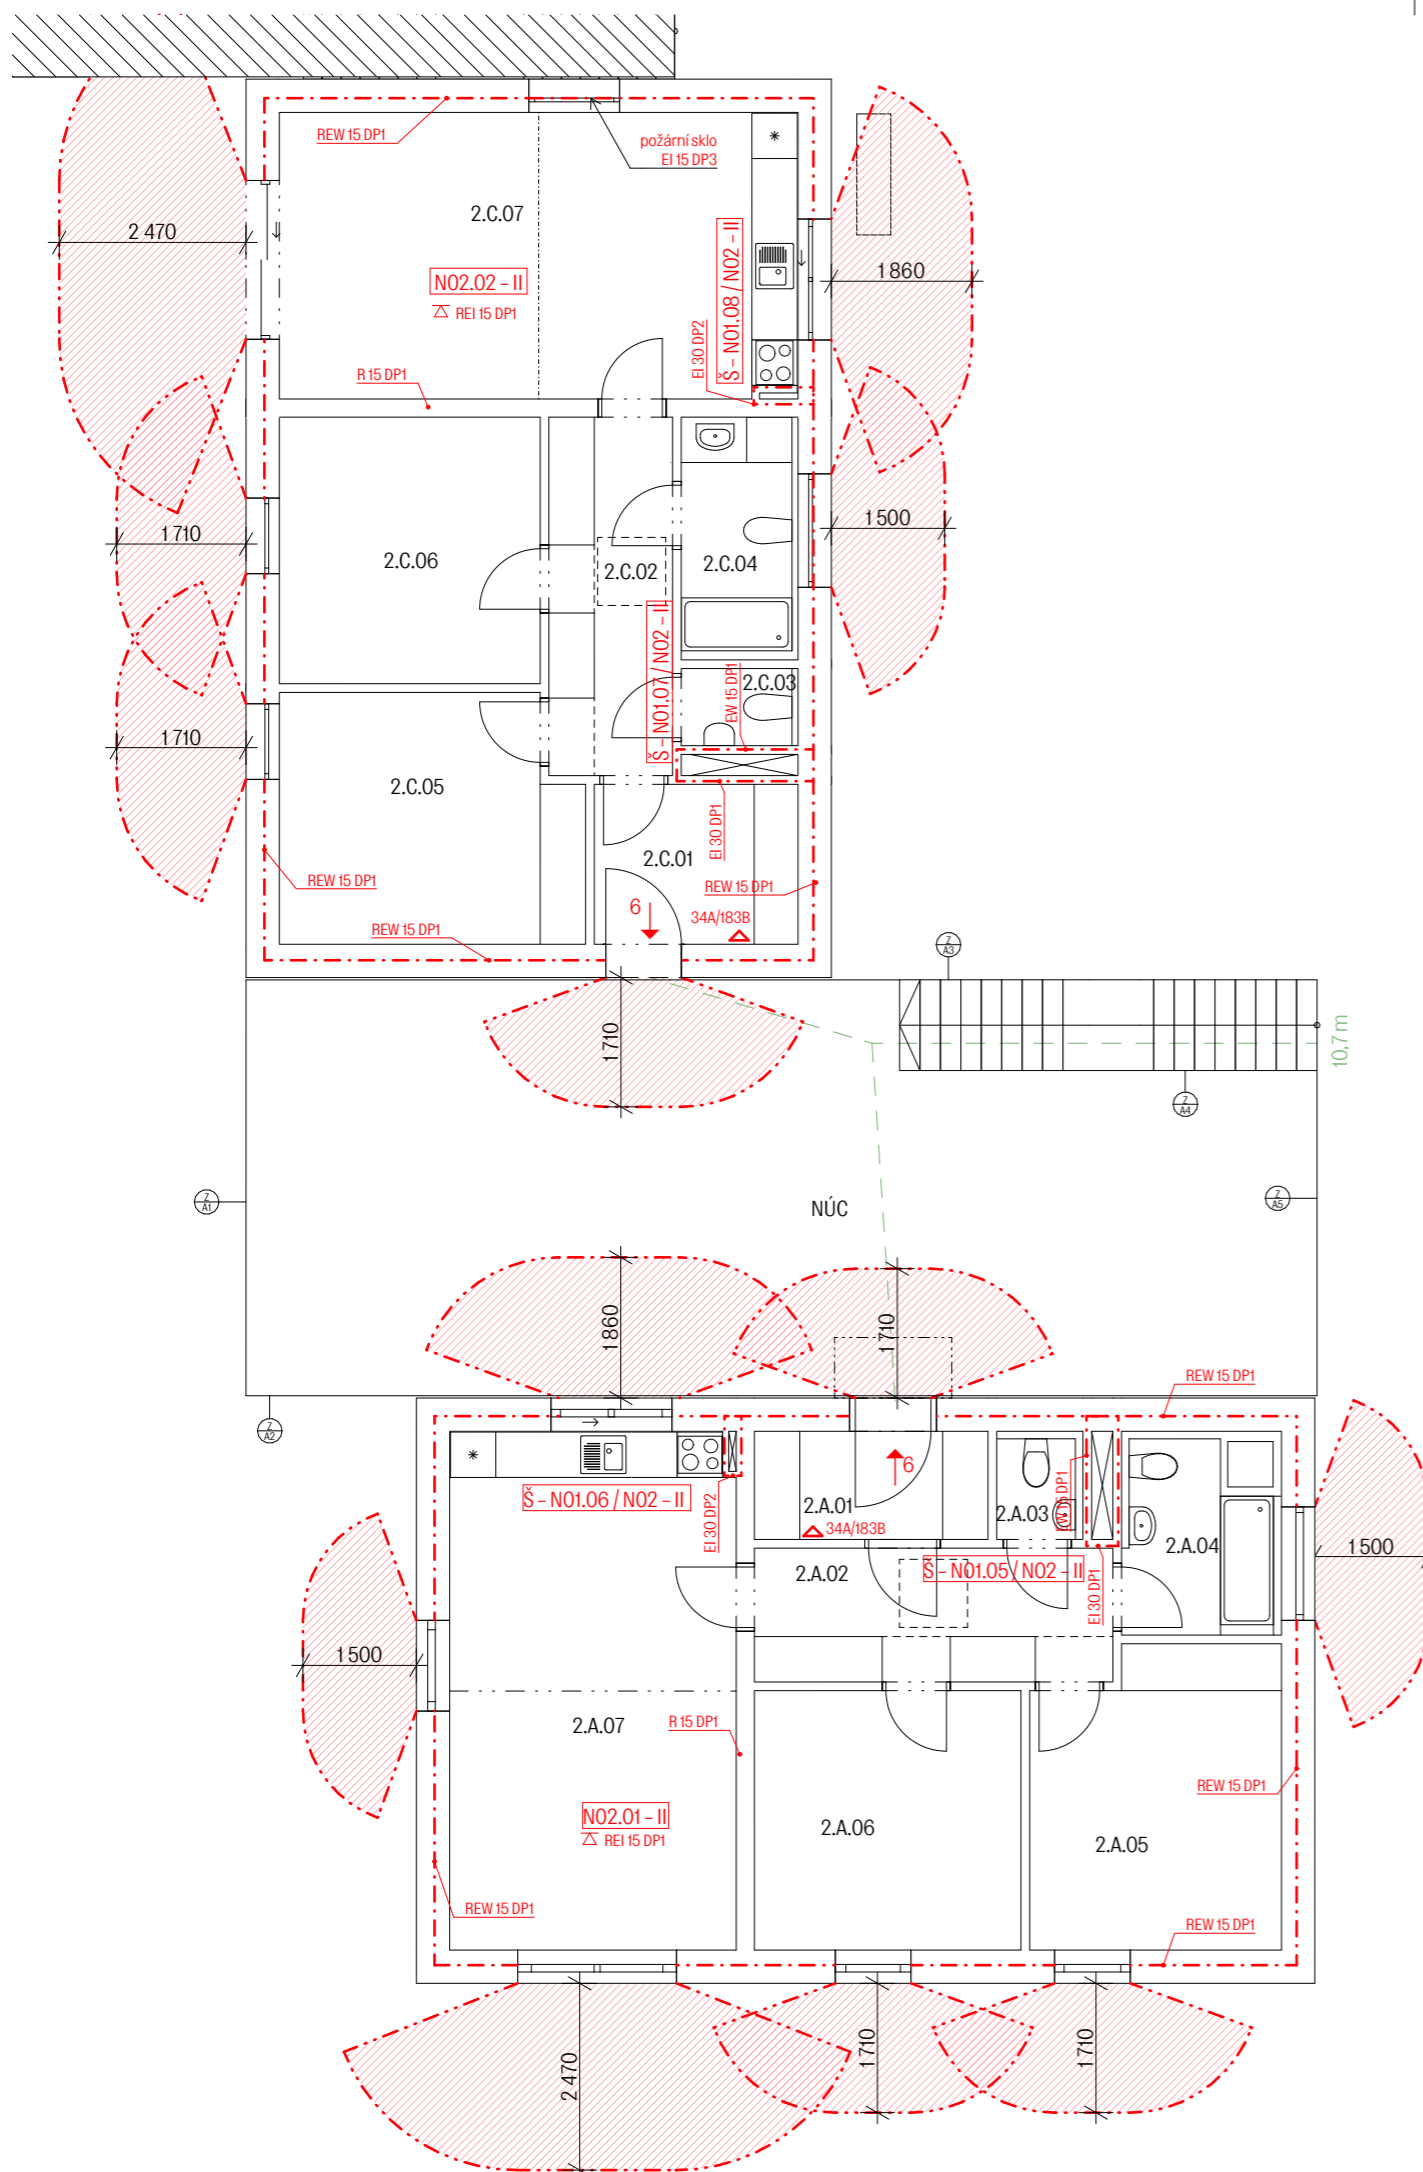 REW 15 DP1
požární sklo
EI 15 DP3
2.C.07
2 470
1 860
N02.02 – II
REI 15 DP1
Š – N01.08 / N02 – II
EI 30 DP2
R 15 DP1
1 710
2.C.06
2.C.02
2.C.04
1 500
Š – N01.07 / N02 – II
EW 15 DP1
2.C.03
1 710
2.C.05
EI 30 DP1
2.C.01
REW 15 DP1
REW 15 DP1
6
34A/183B
REW 15 DP1
Z
A3
1 710
10,7 m
Z
A4
Z
A1
NÚC
Z
A5
1 860
1 710
REW 15 DP1
Z
A2
Š – N01.06 / N02 – II
EI 30 DP2
6
2.A.01
34A/183B
2.A.03
2.A.04
1 500
2.A.02
Š – N01.05 / N02 – II
EI 30 DP1
1 500
2.A.07
R 15 DP1
REW 15 DP1
N02.01 – II
REI 15 DP1
2.A.06
2.A.05
REW 15 DP1
REW 15 DP1
2 470
1 710
1 710